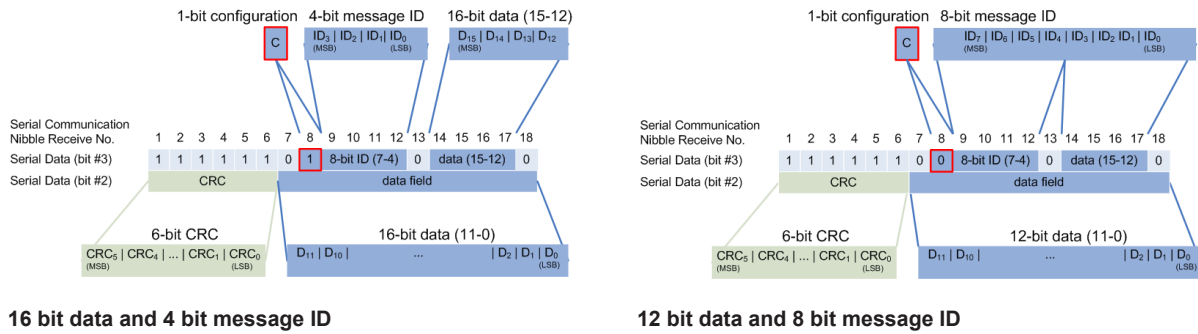 1-bit configuration 4-bit message ID 16-bit data (15-12)
C
ID3 | ID2 | ID1| ID0
(MSB) (LSB)
D15 | D14 | D13| D12
(MSB)
Serial Communication
Nibble Receive No.
1 2 3 4 5 6 7 8 9 10 11 12 13 14 15 16 17 18
Serial Data (bit #3)
1 1 1 1 1 1 0 1 8-bit ID (7-4) 0 data (15-12) 0
Serial Data (bit #2)
CRC data field
6-bit CRC 16-bit data (11-0)
CRC5 | CRC4 | ... | CRC1 | CRC0
(MSB) (LSB)
D11 | D10 | ... | D2 | D1 | D0
(LSB)
16 bit data and 4 bit message ID
1-bit configuration 8-bit message ID
C
ID7 | ID6 | ID5 | ID4 | ID3 | ID2 ID1 | ID0
(MSB) (LSB)
Serial Communication
Nibble Receive No.
1 2 3 4 5 6 7 8 9 10 11 12 13 14 15 16 17 18
Serial Data (bit #3)
1 1 1 1 1 1 0 0 8-bit ID (7-4) 0 data (15-12) 0
Serial Data (bit #2)
CRC data field
6-bit CRC 12-bit data (11-0)
CRC5 | CRC4 | ... | CRC1 | CRC0
(MSB) (LSB)
D11 | D10 | ... | D2 | D1 | D0
(LSB)
12 bit data and 8 bit message ID